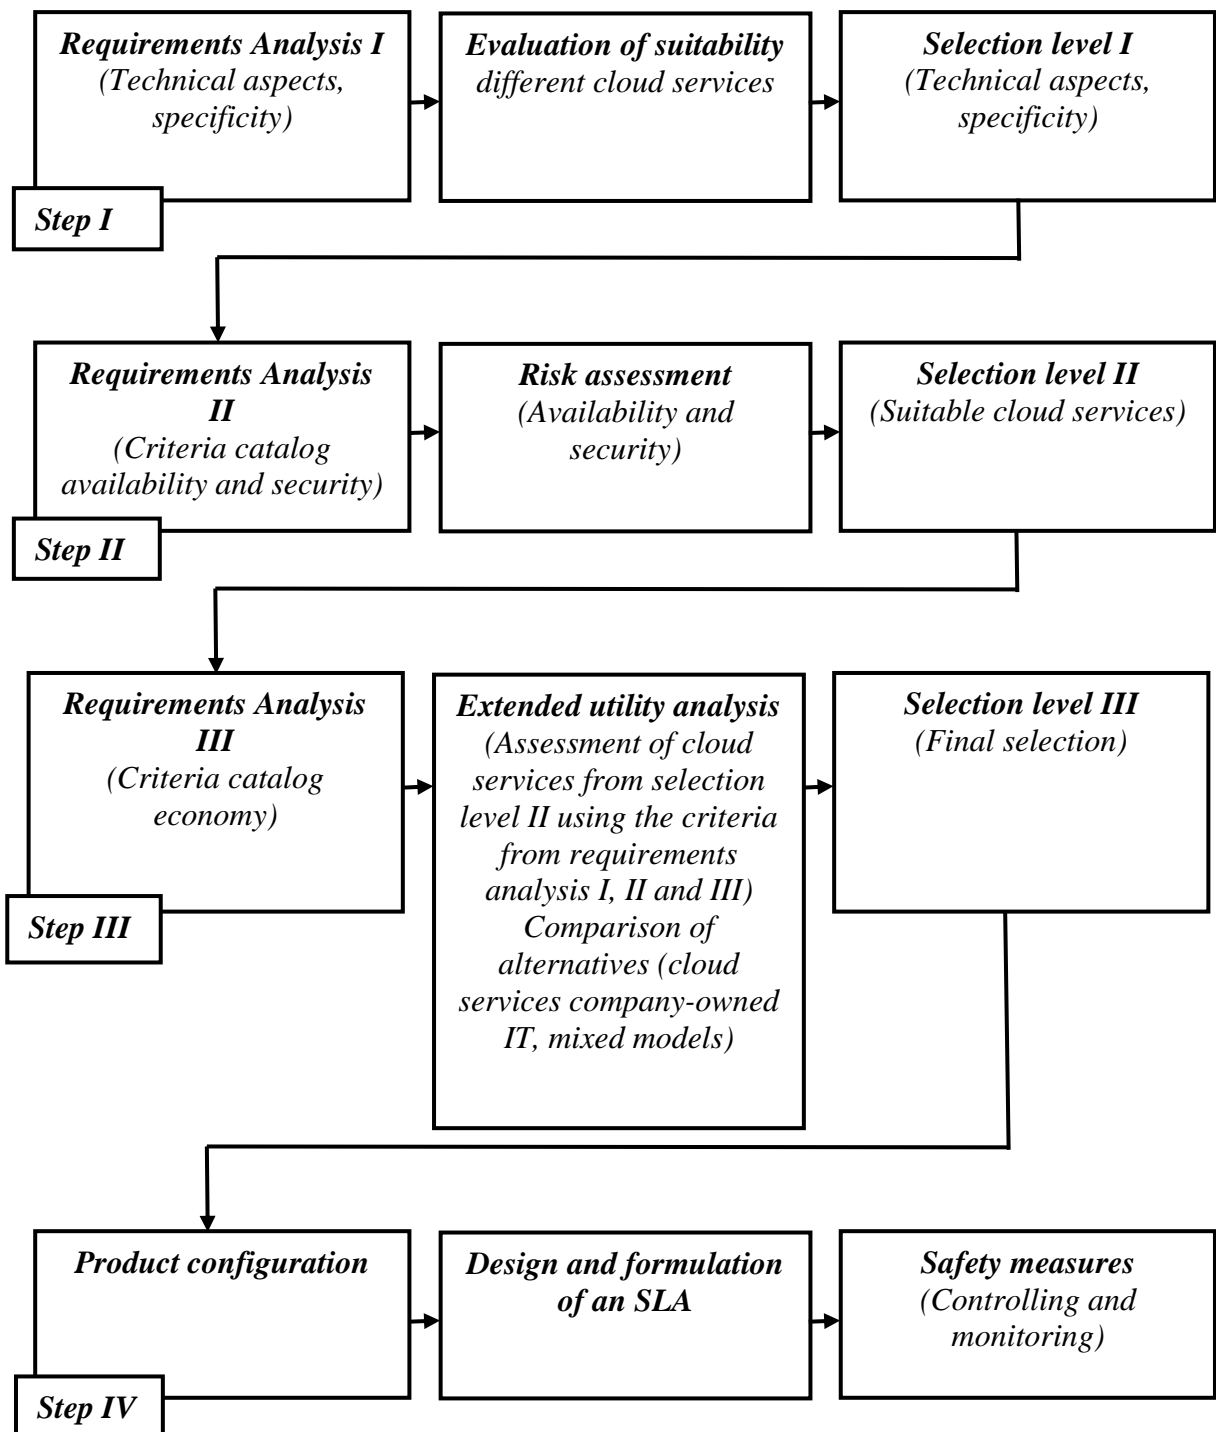 Requirements Analysis I
(Technical aspects,
specificity)
Step I
Evaluation of suitability
different cloud services
Selection level I
(Technical aspects,
specificity)
Requirements Analysis
II
(Criteria catalog
availability and security)
Step II
Risk assessment
(Availability and
security)
Selection level II
(Suitable cloud services)
Requirements Analysis
III
(Criteria catalog
economy)
Step III
Extended utility analysis
(Assessment of cloud
services from selection
level II using the criteria
from requirements
analysis I, II and III)
Comparison of
alternatives (cloud
services company-owned
IT, mixed models)
Selection level III
(Final selection)
Product configuration
Step IV
Design and formulation
of an SLA
Safety measures
(Controlling and
monitoring)